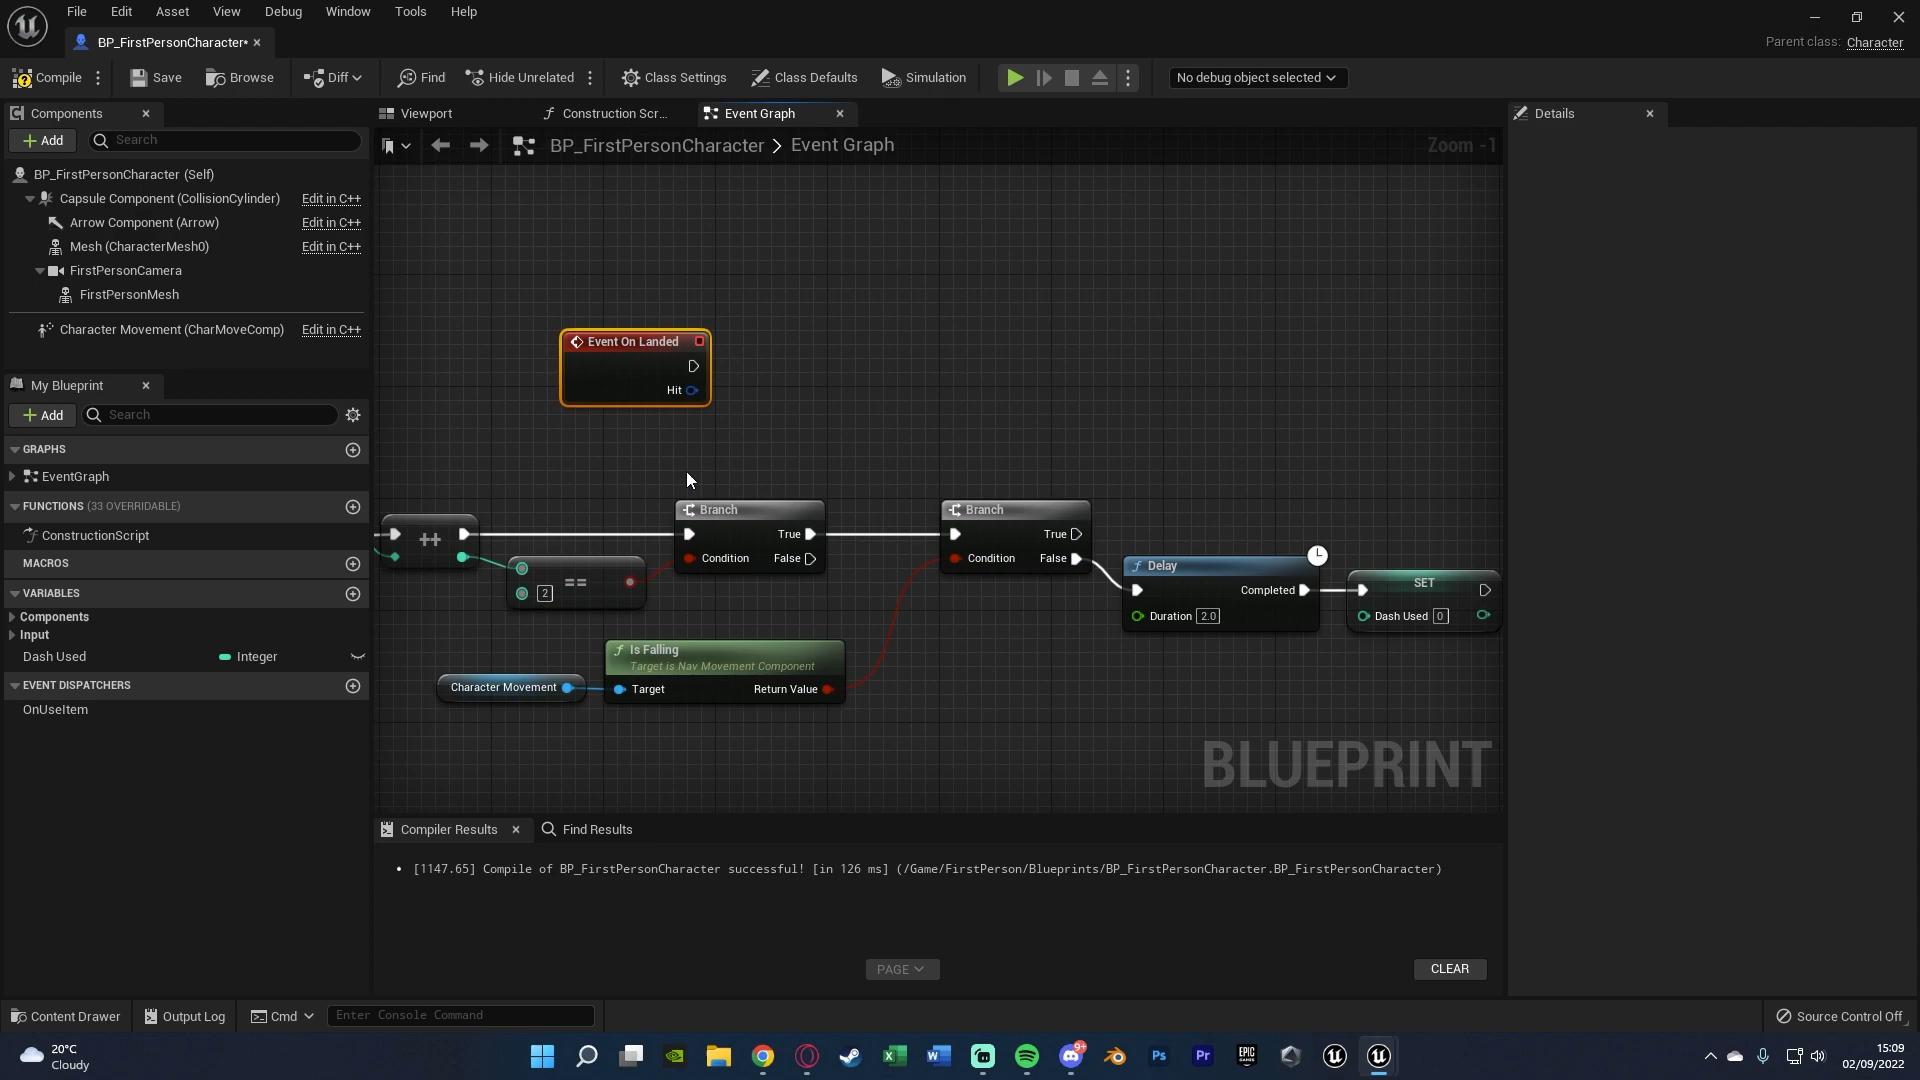 File Edit Asset View Debug Window Tools Help
BP_FirstPersonCharacter*
Parent class: Character
Compile Save Browse Diff Find Hide Unrelated Class Settings Class Defaults Simulation No debug object selected
Components
Viewport
Construction Scr...
Event Graph
Details
Add
Search
BP_FirstPersonCharacter > Event Graph
Zoom -1
BP_FirstPersonCharacter (Self)
Capsule Component (CollisionCylinder) Edit in C++
Arrow Component (Arrow) Edit in C++
Mesh (CharacterMesh0) Edit in C++
FirstPersonCamera
FirstPersonMesh
Character Movement (CharMoveComp) Edit in C++
My Blueprint
Add
Search
GRAPHS
EventGraph
FUNCTIONS (33 OVERRIDABLE)
ConstructionScript
MACROS
VARIABLES
Components
Input
Dash Used Integer
EVENT DISPATCHERS
OnUseItem
Event On Landed
Hit
++
==
2
Branch
True
Condition False
Branch
True
Condition False
Delay
Completed
Duration 2.0
SET
Dash Used 0
Is Falling
Target is Nav Movement Component
Target Return Value
Character Movement
BLUEPRINT
Compiler Results
Find Results
• [1147.65] Compile of BP_FirstPersonCharacter successful! [in 126 ms] (/Game/FirstPerson/Blueprints/BP_FirstPersonCharacter.BP_FirstPersonCharacter)
PAGE
CLEAR
Content Drawer Output Log Cmd Enter Console Command
Source Control Off
20°C
Cloudy
9+
Ps
Pr
EPIC
GAMES
15:09
02/09/2022